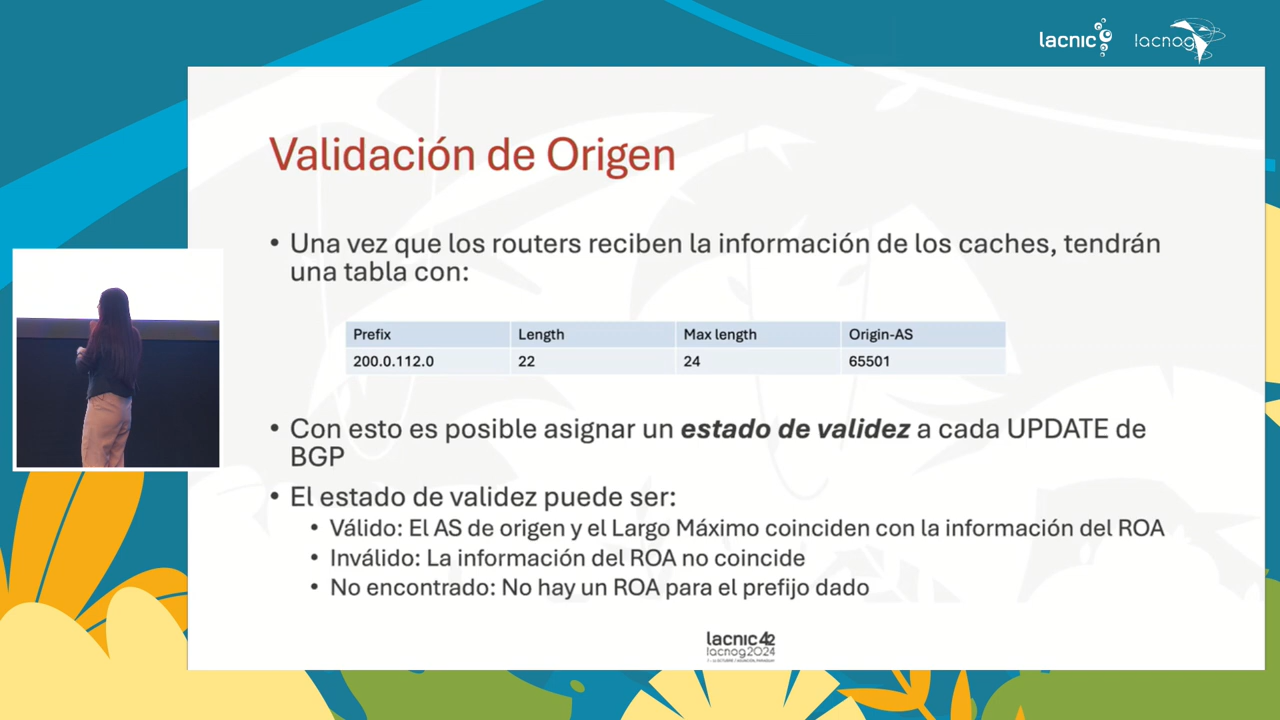 lacnic
lacnog
Validación de Origen
• Una vez que los routers reciben la información de los caches, tendrán
una tabla con:
Prefix Length Max length Origin-AS
200.0.112.0 22 24 65501
• Con esto es posible asignar un estado de validez a cada UPDATE de
BGP
• El estado de validez puede ser:
• Válido: El AS de origen y el Largo Máximo coinciden con la información del ROA
• Inválido: La información del ROA no coincide
• No encontrado: No hay un ROA para el prefijo dado
lacnic42
lacnog2024